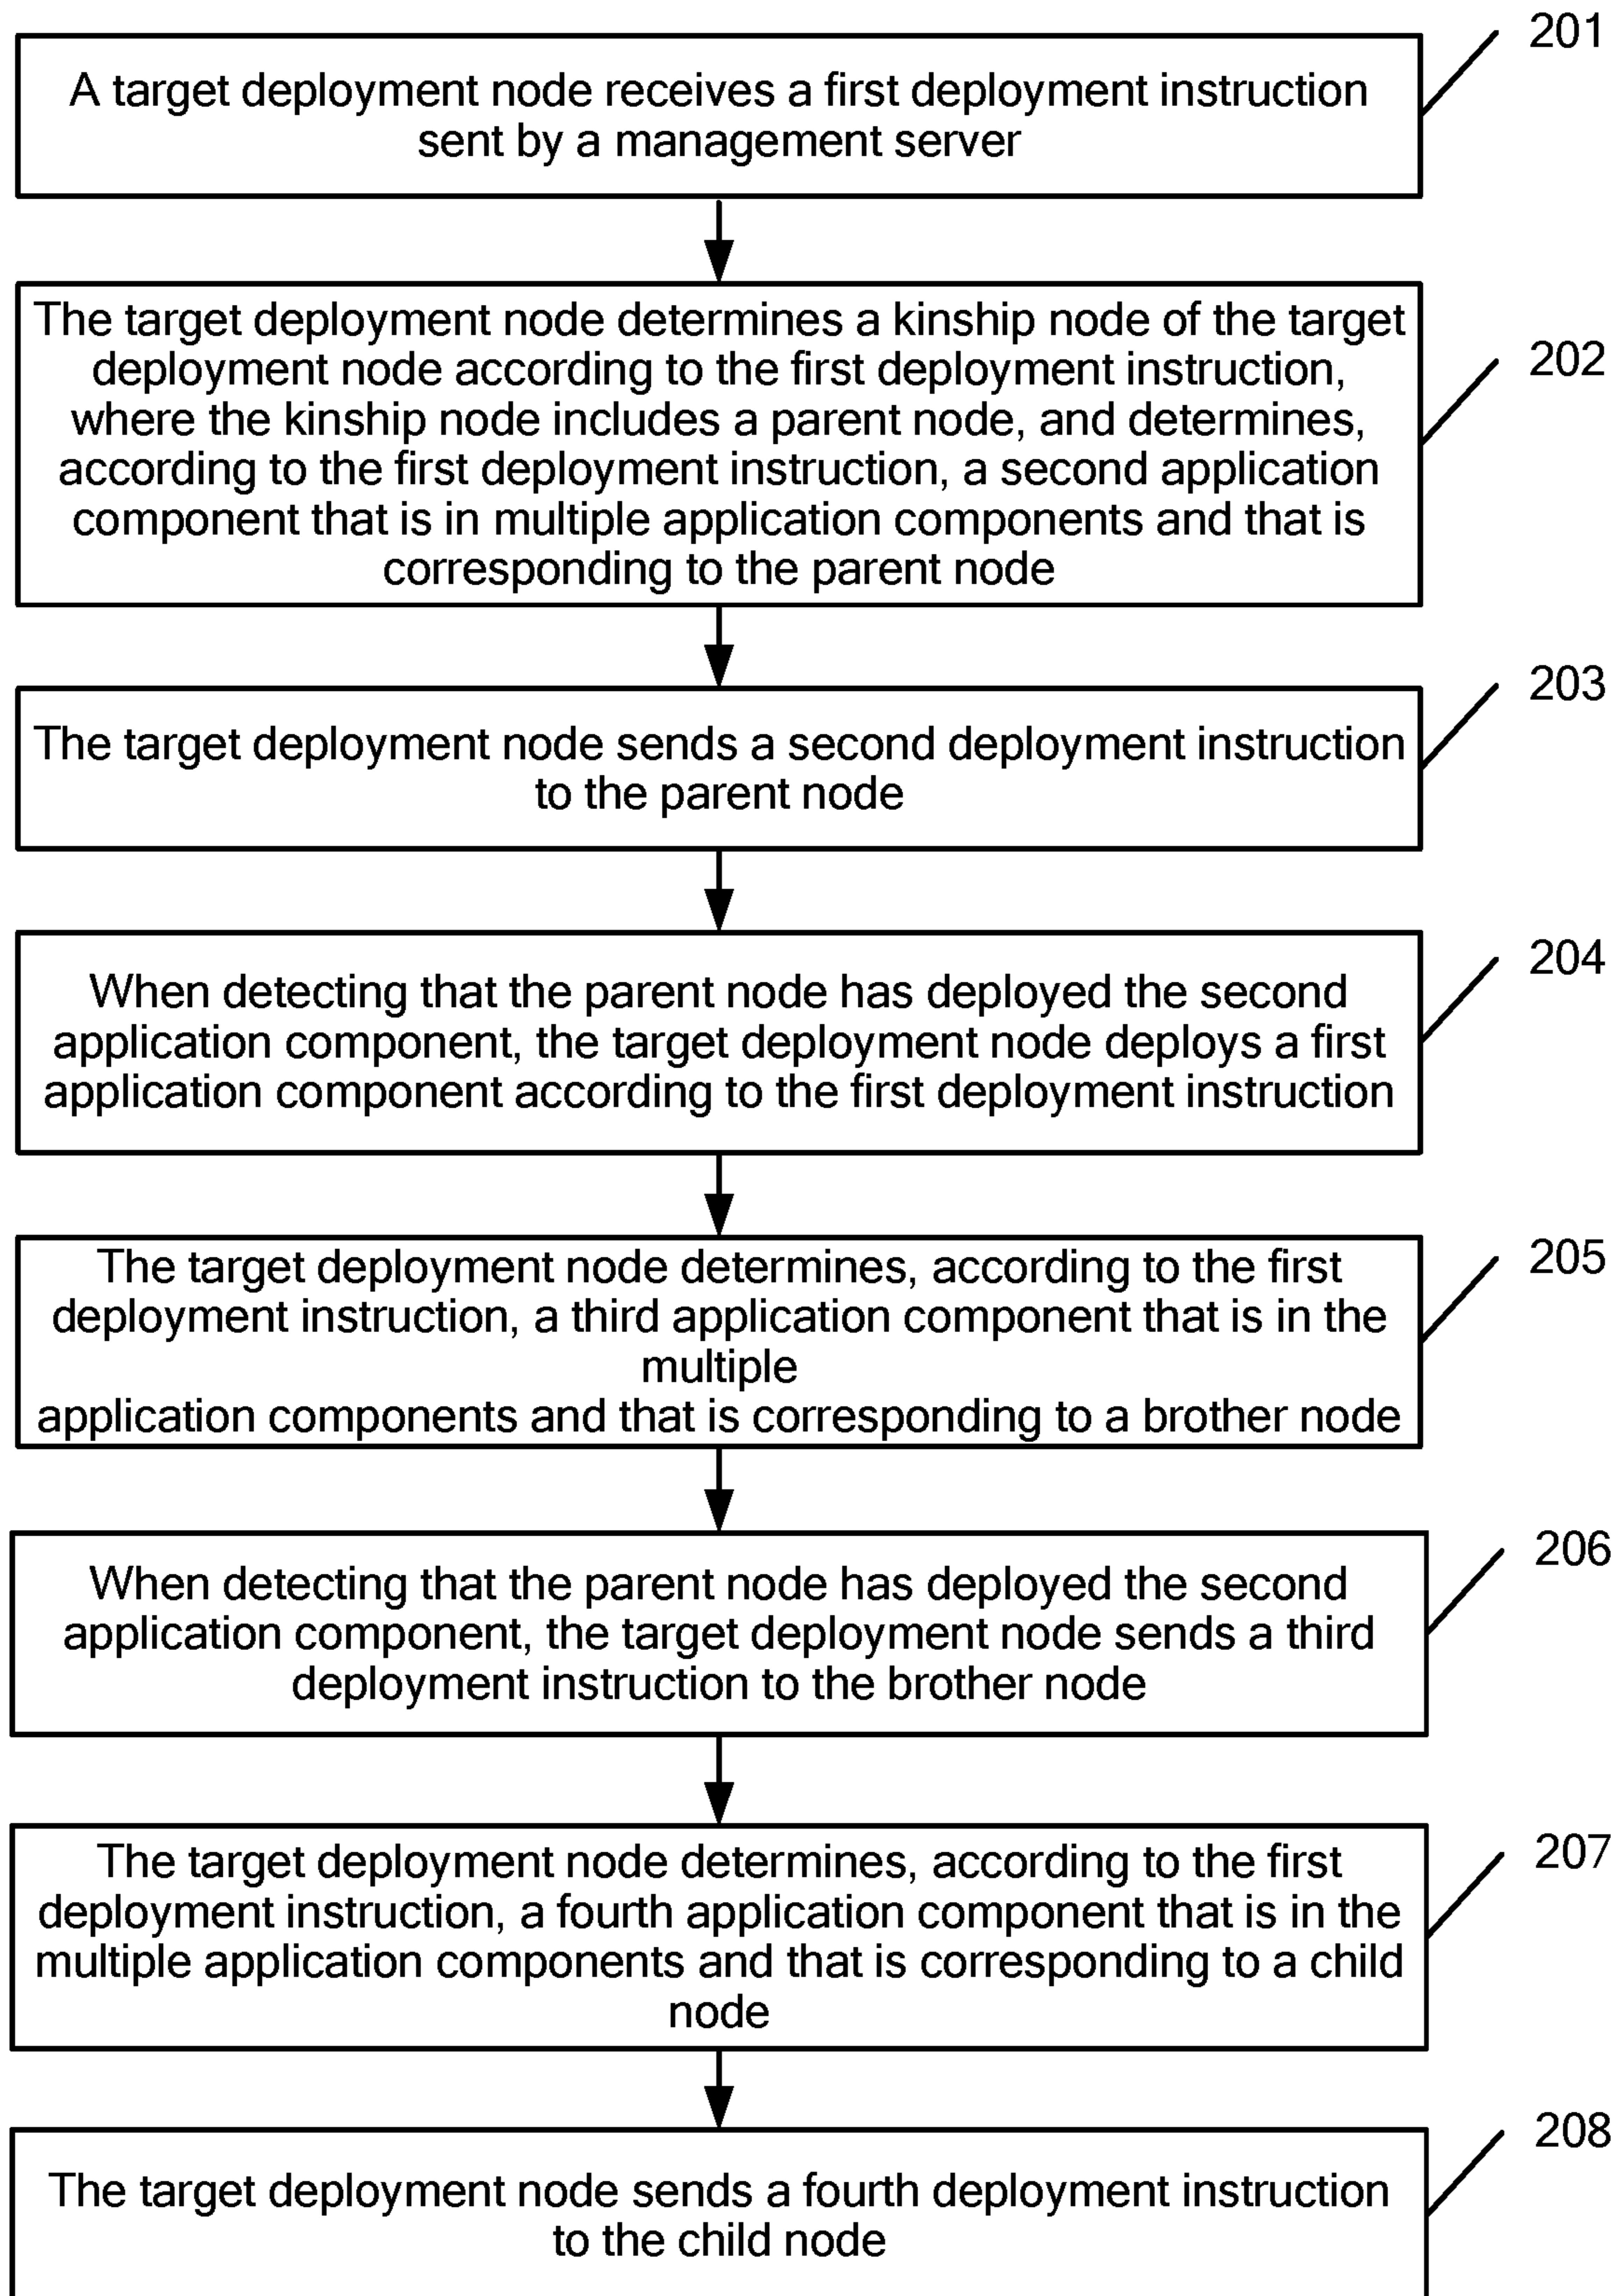 201
A target deployment node receives a first deployment instruction
sent by a management server
The target deployment node determines a kinship node of the target
deployment node according to the first deployment instruction,
where the kinship node includes a parent node, and determines,
according to the first deployment instruction, a second application
component that is in multiple application components and that is
corresponding to the parent node
202
203
The target deployment node sends a second deployment instruction
to the parent node
204
When detecting that the parent node has deployed the second
application component, the target deployment node deploys a first
application component according to the first deployment instruction
205
The target deployment node determines, according to the first
deployment instruction, a third application component that is in the
multiple
application components and that is corresponding to a brother node
206
When detecting that the parent node has deployed the second
application component, the target deployment node sends a third
deployment instruction to the brother node
207
The target deployment node determines, according to the first
deployment instruction, a fourth application component that is in the
multiple application components and that is corresponding to a child
node
208
The target deployment node sends a fourth deployment instruction
to the child node